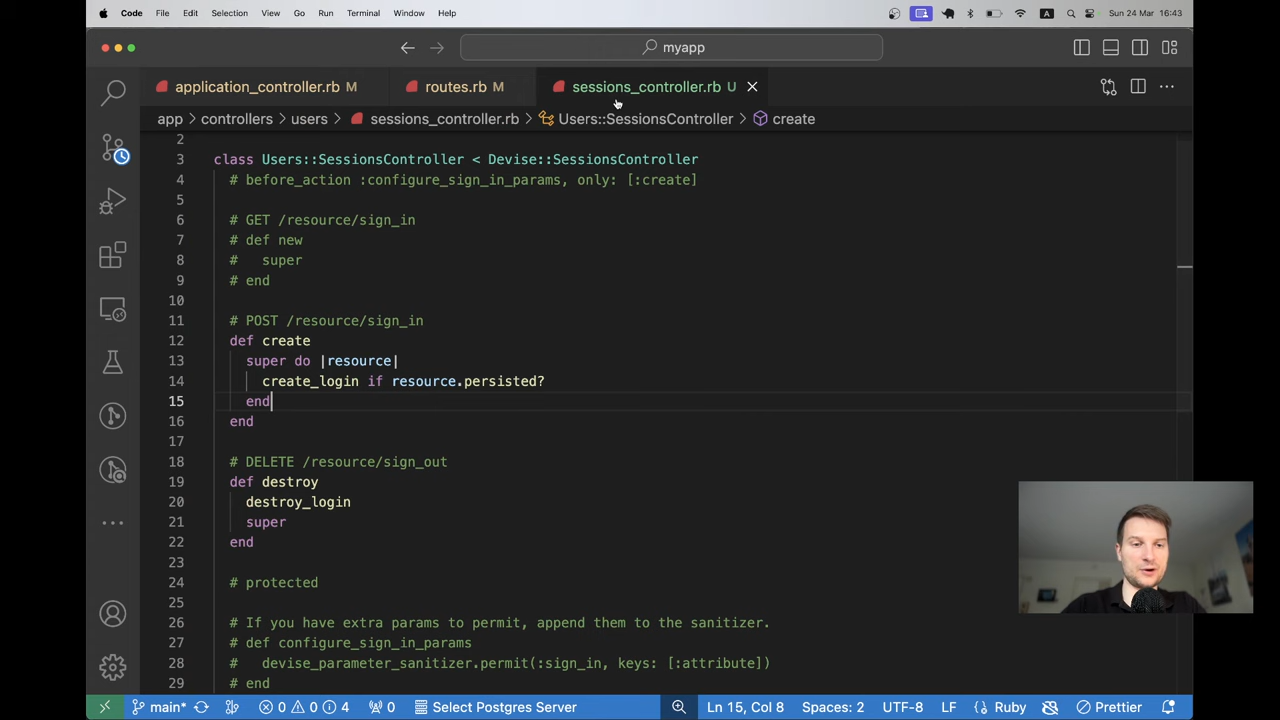 Code File Edit Selection View Go Run Terminal Window Help A Sun 24 Mar 16:43
myapp
application_controller.rb M routes.rb M sessions_controller.rb U
app > controllers > users > sessions_controller.rb > Users::SessionsController > create
2
3 class Users::SessionsController < Devise::SessionsController
4 # before_action :configure_sign_in_params, only: [:create]
5
6 # GET /resource/sign_in
7 # def new
8 #   super
9 # end
10
11 # POST /resource/sign_in
12 def create
13 super do |resource|
14 create_login if resource.persisted?
15 end
16 end
17
18 # DELETE /resource/sign_out
19 def destroy
20 destroy_login
21 super
22 end
23
24 # protected
25
26 # If you have extra params to permit, append them to the sanitizer.
27 # def configure_sign_in_params
28 #   devise_parameter_sanitizer.permit(:sign_in, keys: [:attribute])
29 # end
main* 0 0 4 0 Select Postgres Server Ln 15, Col 8 Spaces: 2 UTF-8 LF Ruby Prettier